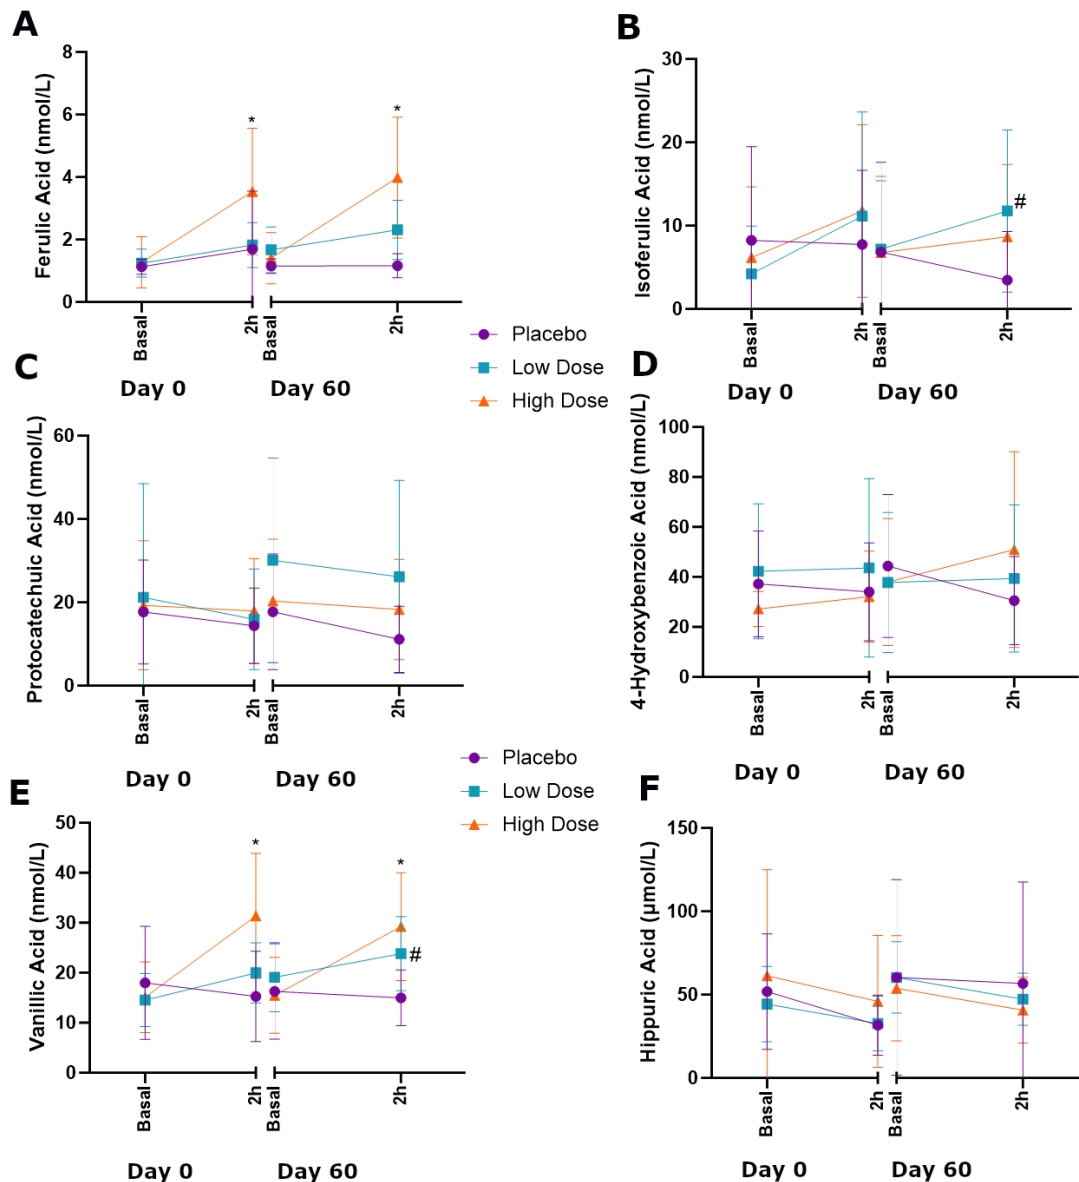 A
Ferulic Acid (nmol/L)
8
6
4
2
0
*
*
Basal
2h
Basal
2h
Day 0
Day 60
B
Isoferulic Acid (nmol/L)
30
20
10
0
#
Basal
2h
Basal
2h
Day 0
Day 60
Placebo
Low Dose
High Dose
C
Protocatechuic Acid (nmol/L)
60
40
20
0
Basal
2h
Basal
2h
Day 0
Day 60
D
4-Hydroxybenzoic Acid (nmol/L)
100
80
60
40
20
0
Basal
2h
Basal
2h
Day 0
Day 60
Placebo
Low Dose
High Dose
E
Vanillic Acid (nmol/L)
50
40
30
20
10
0
*
*
#
Basal
2h
Basal
2h
Day 0
Day 60
F
Hippuric Acid (µmol/L)
150
100
50
0
Basal
2h
Basal
2h
Day 0
Day 60